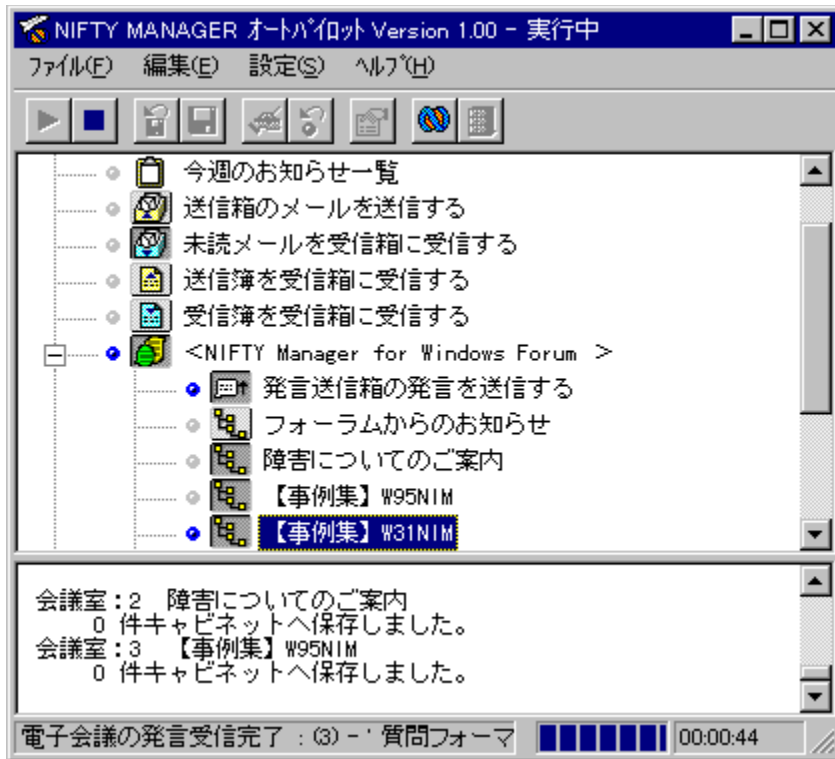 NIFTY MANAGER オートパイロット Version 1.00 - 実行中
ファイル(F) 編集(E) 設定(S) ヘルプ(H)
今週のお知らせ一覧
送信箱のメールを送信する
未読メールを受信箱に受信する
送信簿を受信箱に受信する
受信簿を受信箱に受信する
<NIFTY Manager for Windows Forum >
発言送信箱の発言を送信する
フォーラムからのお知らせ
障害についてのご案内
【事例集】W95NIM
【事例集】W31NIM
会議室:2 障害についてのご案内
0 件キャビネットへ保存しました。
会議室:3 【事例集】W95NIM
0 件キャビネットへ保存しました。
電子会議の発言受信完了 :(3) - ' 質問フォーマ 00:00:44